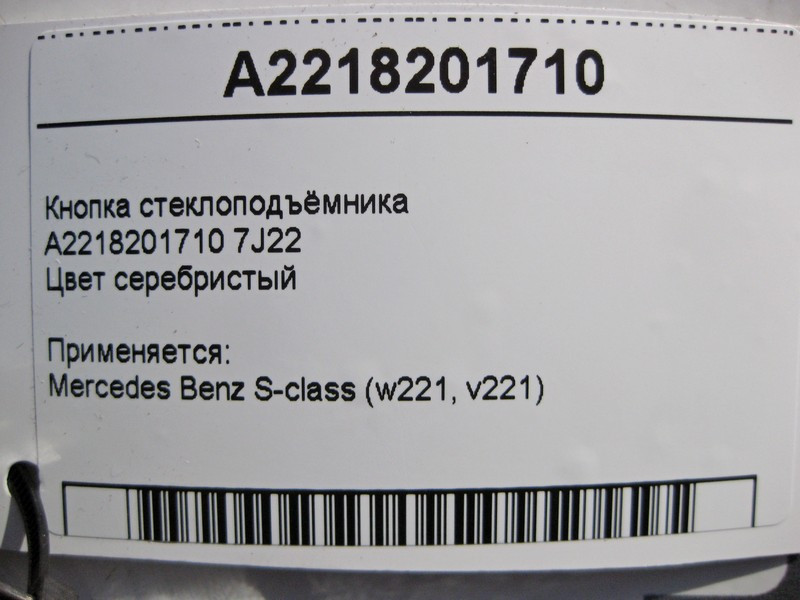 A2218201710
Кнопка стеклоподъёмника
A2218201710 7J22
Цвет серебристый
Применяется:
Mercedes Benz S-class (w221, v221)